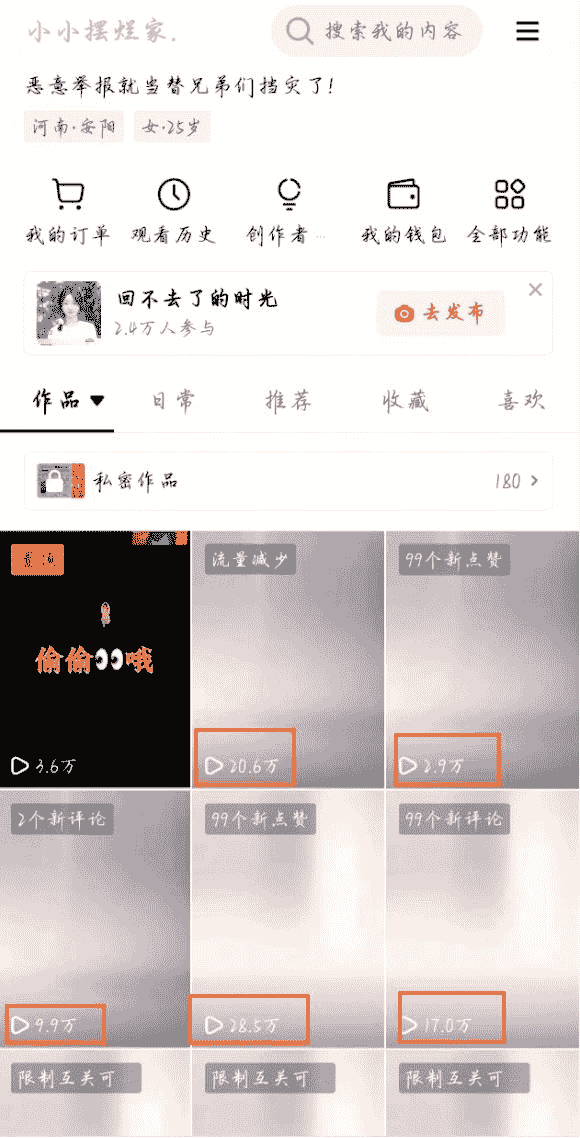 小小摆烂家.
搜索我的内容
恶意举报就当替兄弟们挡灾了!
河南·安阳
女·25岁
我的订单
观看历史
创作者...
我的钱包
全部功能
回不去了的时光
2.4万人参与
去发布
作品
日常
推荐
收藏
喜欢
私密作品
180
置顶
流量减少
99个新点赞
偷偷👀哦
3.6万
20.6万
2.9万
2个新评论
99个新点赞
99个新评论
9.9万
28.5万
17.0万
限制互关可
限制互关可
限制互关可